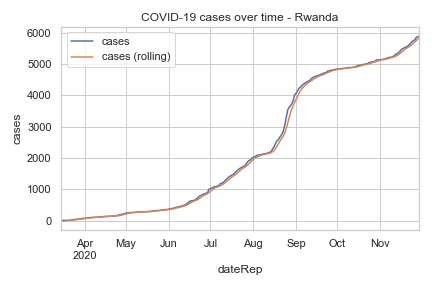 COVID-19 cases over time - Rwanda
cases
cases (rolling)
6000
5000
4000
3000
2000
1000
0
cases
Apr
2020
May
Jun
Jul
Aug
Sep
Oct
Nov
dateRep